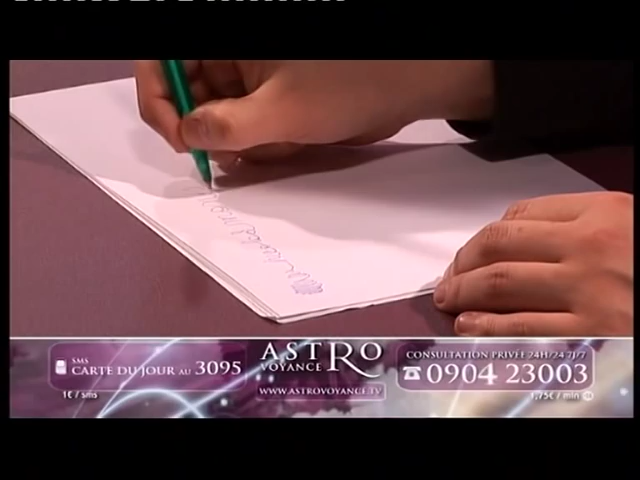 SMS
CARTE DU JOUR AU 3095
1€ / sms
ASTRO
VOYANCE
WWW.ASTROVOYANCE.TV
CONSULTATION PRIVÉE 24H/24 7J/7
0904 23003
1,75€ / min